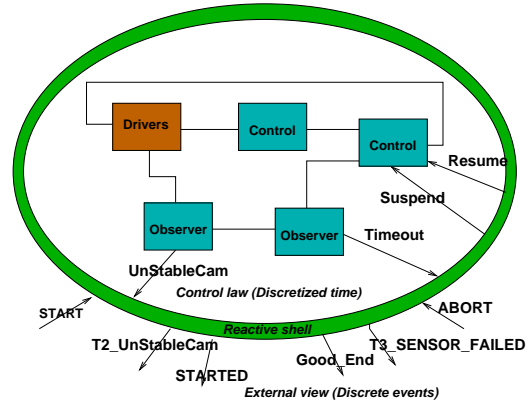 Drivers
Control
Control
Resume
Suspend
Observer
Observer
Timeout
UnStableCam
Control law (Discretized time)
START
ABORT
Reactive shell
T2_UnStableCam
T3_SENSOR_FAILED
Good_End
STARTED
External view (Discrete events)